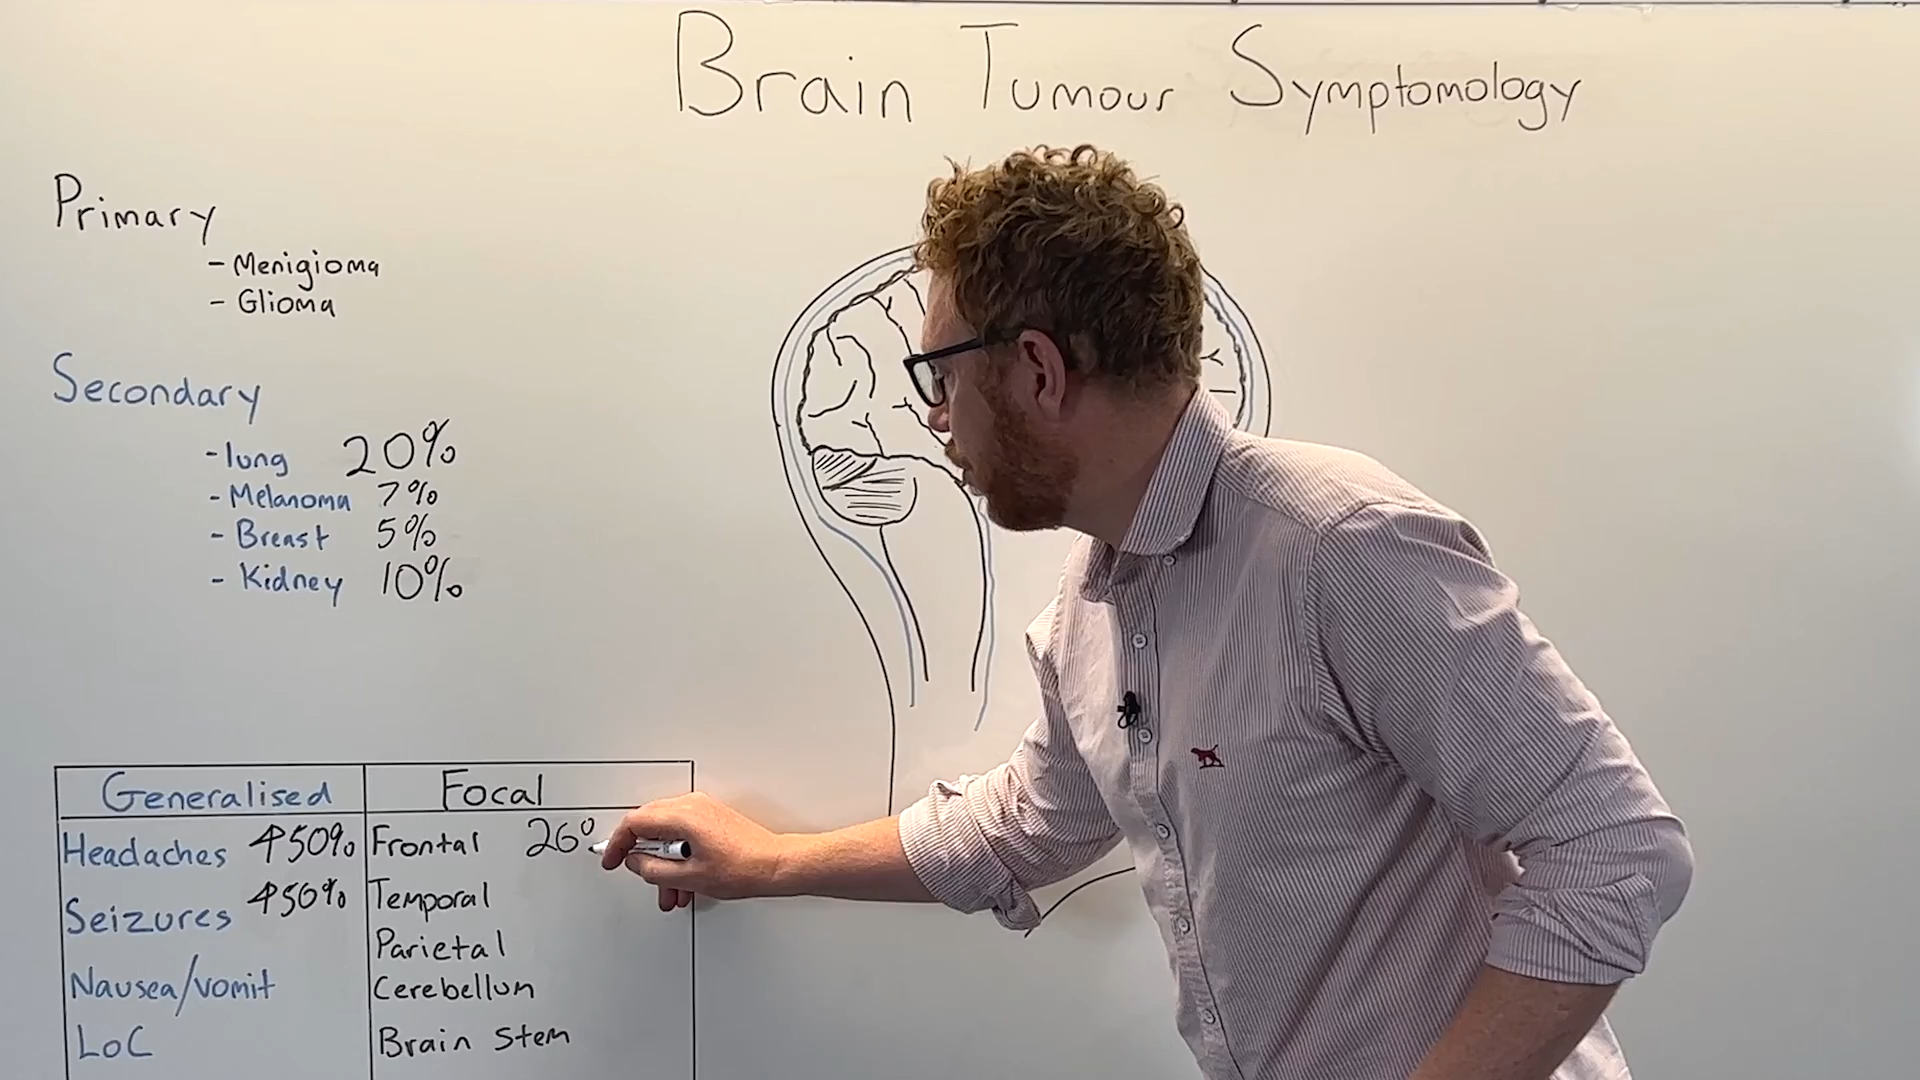 Brain Tumour Symptomology
Primary
- Menigioma
- Glioma
Secondary
- lung 20%
- Melanoma 7%
- Breast 5%
- Kidney 10%
Generalised Focal
Headaches 50% Frontal
Seizures 50% Temporal
Parietal
Nausea/vomit Cerebellum
LoC Brain Stem